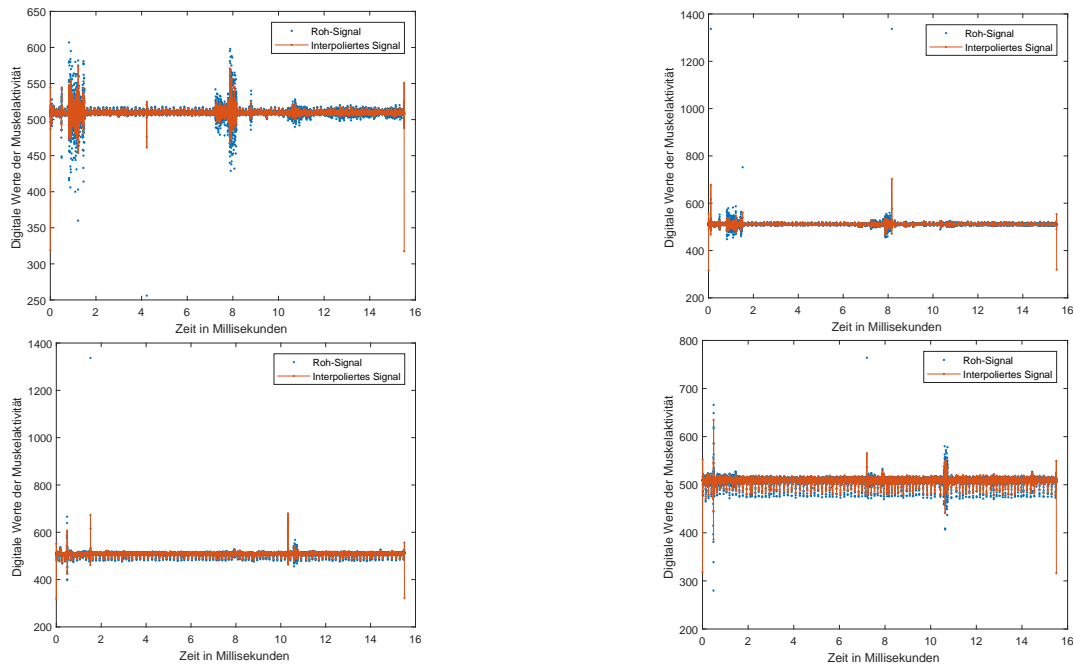 650
600
550
500
450
400
350
300
250
Digitale Werte der Muskelaktivität
Roh-Signal
Interpoliertes Signal
0 2 4 6 8 10 12 14 16
Zeit in Millisekunden
1400
1200
1000
800
600
400
200
Digitale Werte der Muskelaktivität
Roh-Signal
Interpoliertes Signal
0 2 4 6 8 10 12 14 16
Zeit in Millisekunden
1400
1200
1000
800
600
400
200
Digitale Werte der Muskelaktivität
Roh-Signal
Interpoliertes Signal
0 2 4 6 8 10 12 14 16
Zeit in Millisekunden
800
700
600
500
400
300
200
Digitale Werte der Muskelaktivität
Roh-Signal
Interpoliertes Signal
0 2 4 6 8 10 12 14 16
Zeit in Millisekunden